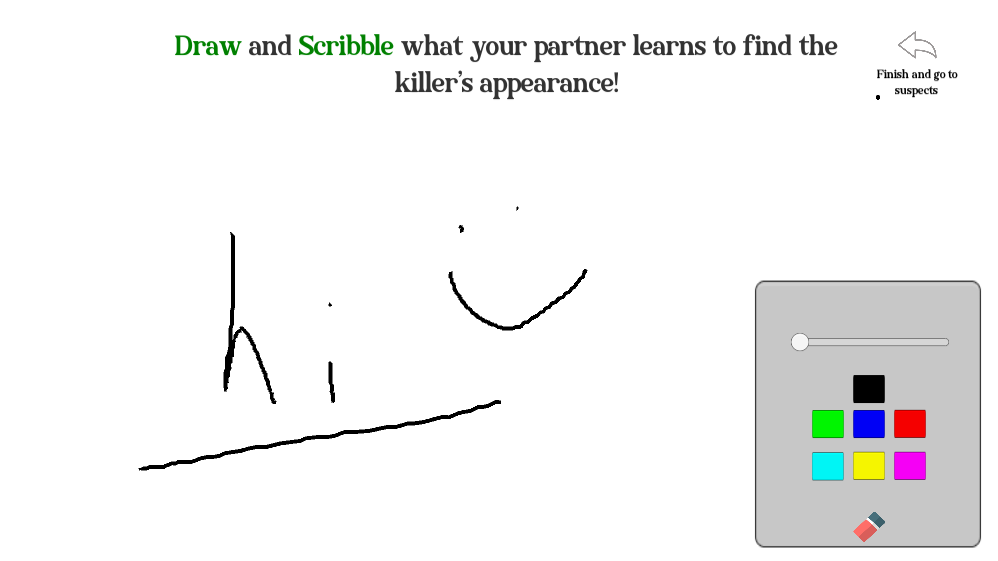 Draw and Scribble what your partner learns to find the
killer's appearance!
Finish and go to
suspects
hi